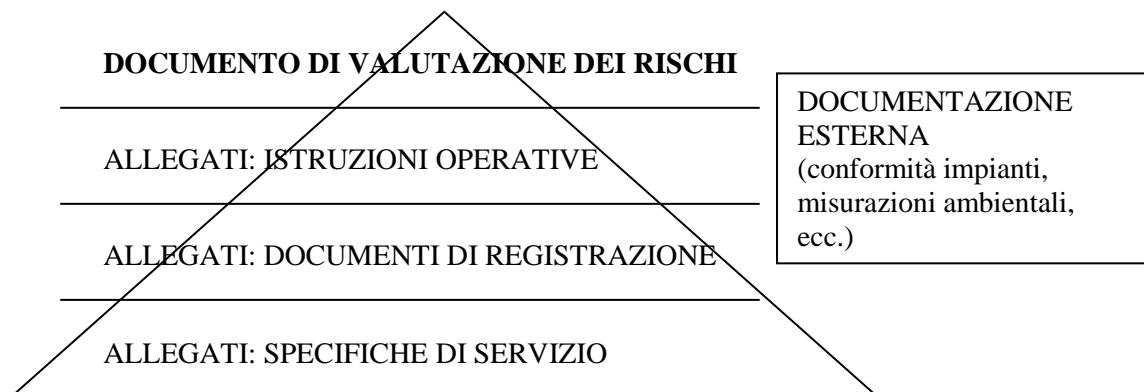 DOCUMENTO DI VALUTAZIONE DEI RISCHI
ALLEGATI: ISTRUZIONI OPERATIVE
ALLEGATI: DOCUMENTI DI REGISTRAZIONE
ALLEGATI: SPECIFICHE DI SERVIZIO
DOCUMENTAZIONE
ESTERNA
(conformità impianti,
misurazioni ambientali,
ecc.)